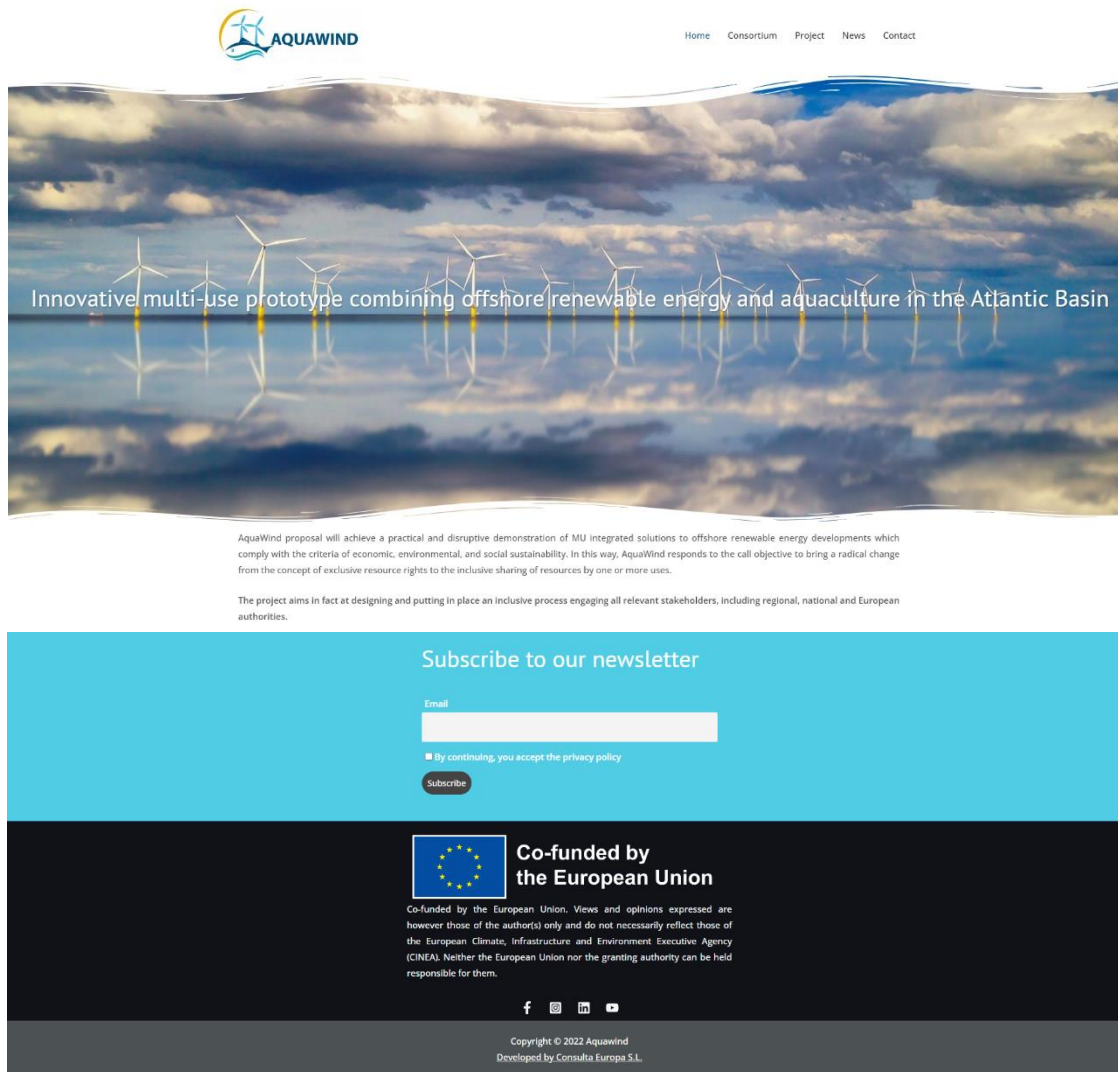 AQUAWIND
Home Consortium Project News Contact
Innovative multi-use prototype combining offshore renewable energy and aquaculture in the Atlantic Basin
AquaWind proposal will achieve a practical and disruptive demonstration of MU integrated solutions to offshore renewable energy developments which
comply with the criteria of economic, environmental, and social sustainability. In this way, AquaWind responds to the call objective to bring a radical change
from the concept of exclusive resource rights to the inclusive sharing of resources by one or more uses.
The project aims in fact at designing and putting in place an inclusive process engaging all relevant stakeholders, including regional, national and European
authorities.
Subscribe to our newsletter
Email
By continuing, you accept the privacy policy
Subscribe
Co-funded by
the European Union
Co-funded by the European Union. Views and opinions expressed are
however those of the author(s) only and do not necessarily reflect those of
the European Climate, Infrastructure and Environment Executive Agency
(CINEA). Neither the European Union nor the granting authority can be held
responsible for them.
Copyright © 2022 Aquawind
Developed by Consulta Europa S.L.